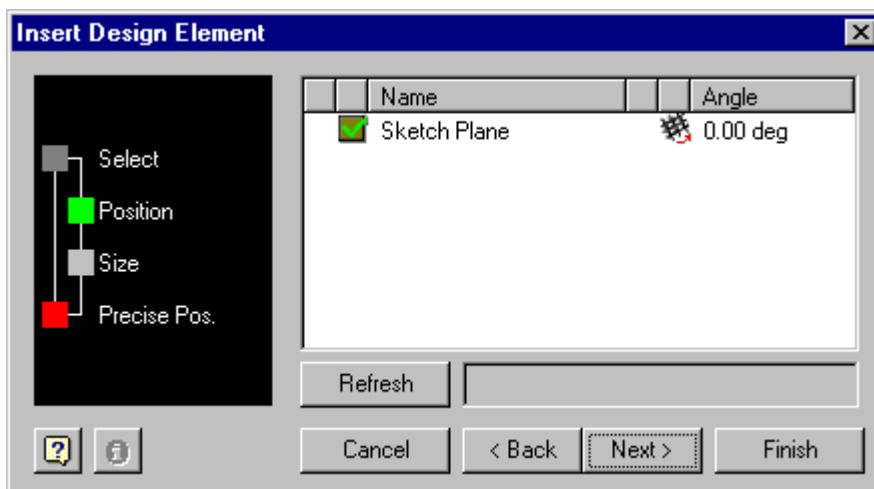 Insert Design Element
Name Angle
Sketch Plane 0.00 deg
Select
Position
Size
Precise Pos.
Refresh
Cancel < Back Next > Finish